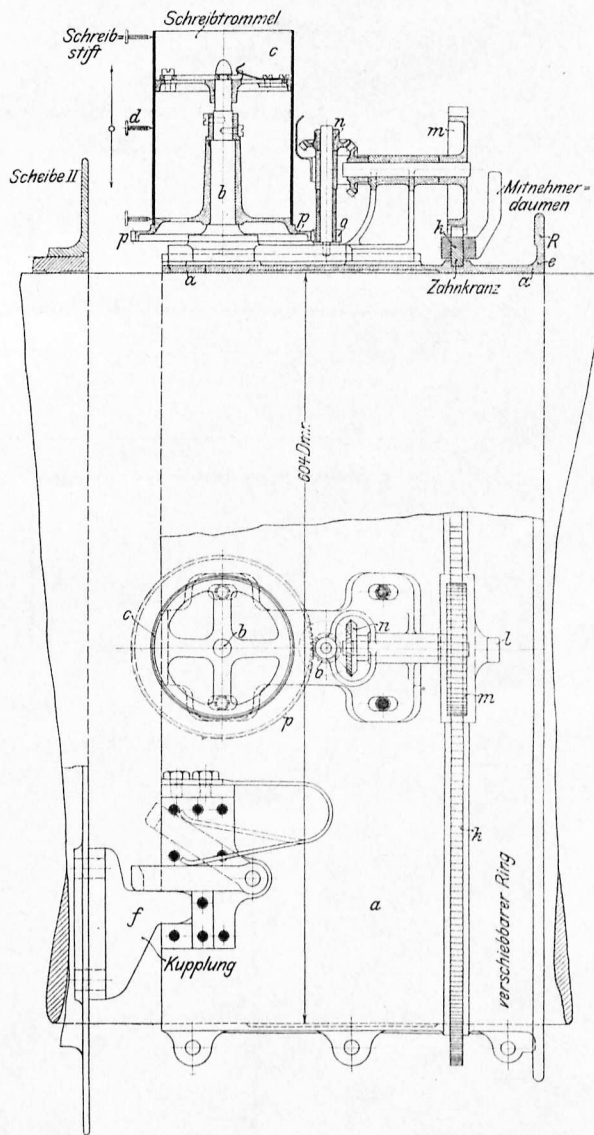 Schreibtrommel
Schreib=
stift
c
d
n
m
Scheibe II
b
Mitnehmer=
daumen
p
p
q
k
R
e
a
a
Zahnkranz
604 Dmr.
c
b
n
b
l
m
p
k
a
f
Kupplung
verschiebbarer Ring